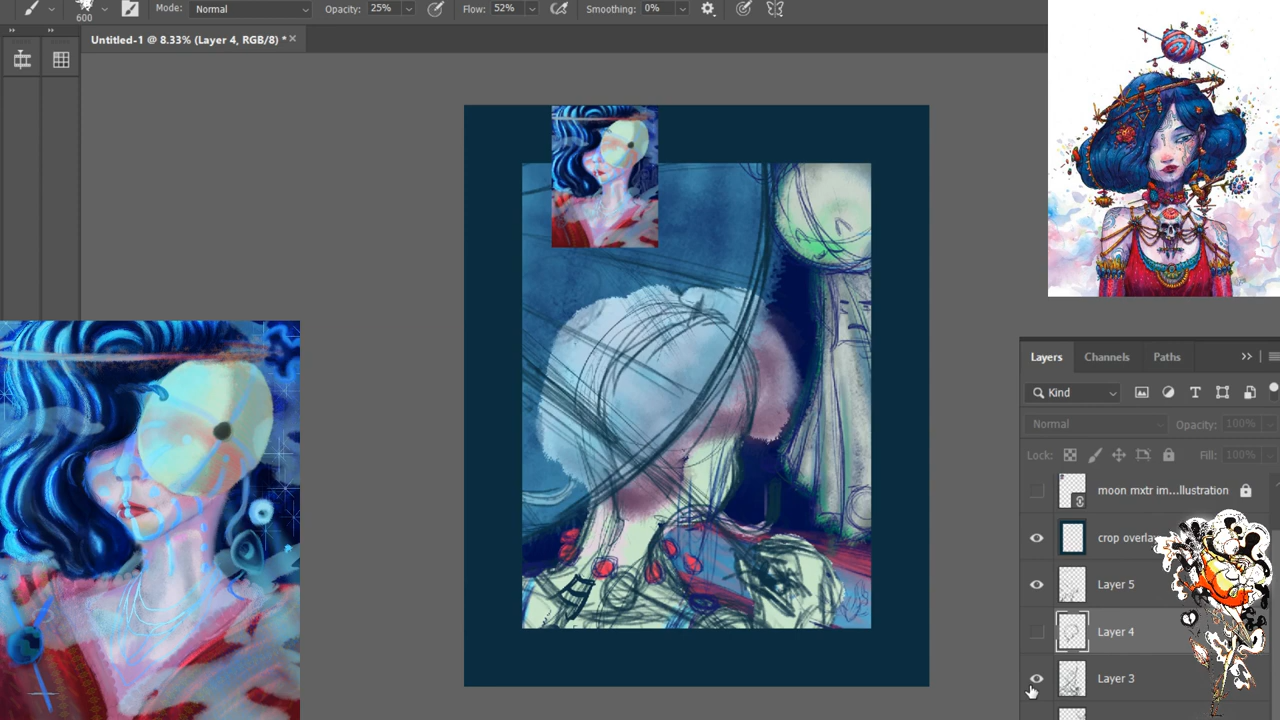 600
Mode: Normal Opacity: 25% Flow: 52% Smoothing: 0%
Untitled-1 @ 8.33% (Layer 4, RGB/8) *
Layers Channels Paths
Kind
Normal Opacity: 100%
Lock: Fill: 100%
moon mxtr im...llustration
crop overlay
Layer 5
Layer 4
Layer 3